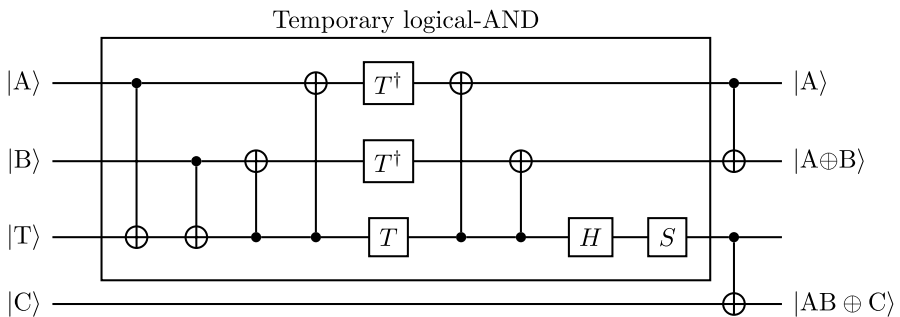 Temporary logical-AND
|A⟩ T† |A⟩
|B⟩ T† |A⊕B⟩
|T⟩ T H S
|C⟩ |AB ⊕ C⟩